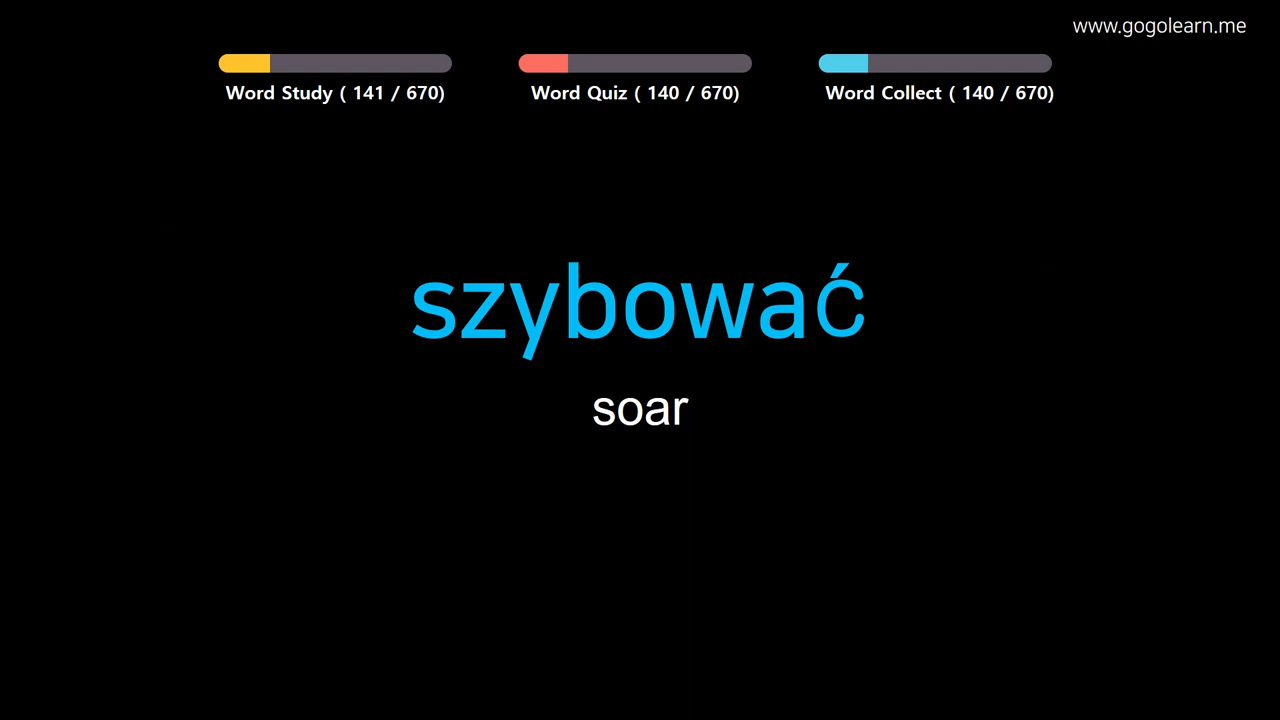 www.gogolearn.me
Word Study ( 141 / 670)
Word Quiz ( 140 / 670)
Word Collect ( 140 / 670)
szybować
soar